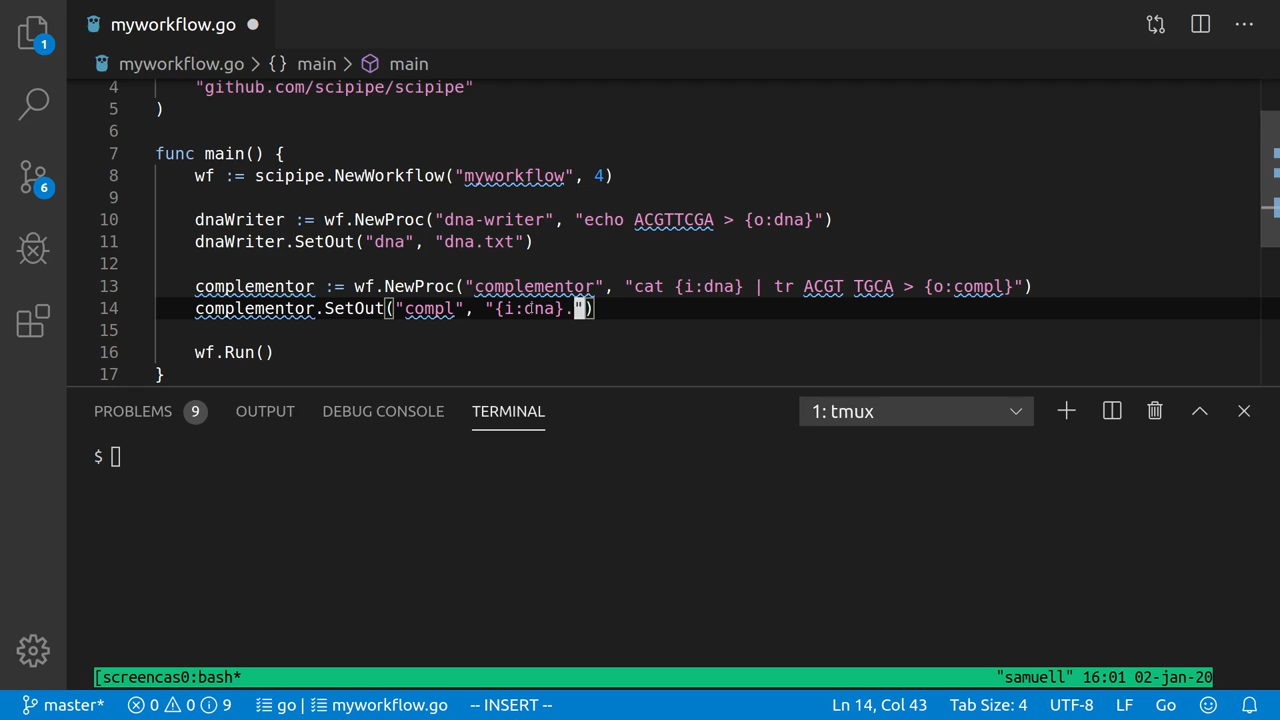 1
myworkflow.go
myworkflow.go > {} main > main
4 "github.com/scipipe/scipipe"
5 )
6
7 func main() {
8 wf := scipipe.NewWorkflow("myworkflow", 4)
9
10 dnaWriter := wf.NewProc("dna-writer", "echo ACGTTCGA > {o:dna}")
11 dnaWriter.SetOut("dna", "dna.txt")
12
13 complementor := wf.NewProc("complementor", "cat {i:dna} | tr ACGT TGCA > {o:compl}")
14 complementor.SetOut("compl", "{i:dna}.")
15
16 wf.Run()
17 }
6
PROBLEMS 9 OUTPUT DEBUG CONSOLE TERMINAL 1: tmux
$
[screencas0:bash* "samuell" 16:01 02-jan-20
master* 0 0 9 go | myworkflow.go -- INSERT -- Ln 14, Col 43 Tab Size: 4 UTF-8 LF Go